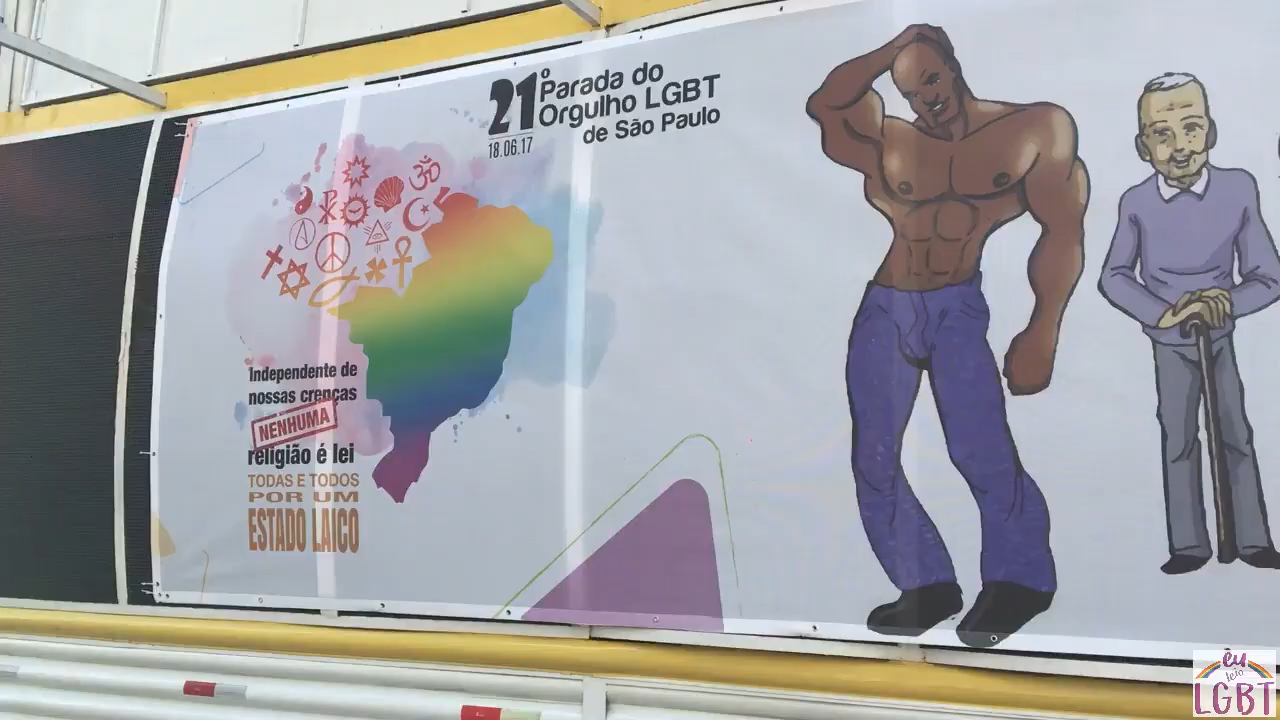 21º Parada do
Orgulho LGBT
de São Paulo
18.06.17
Independente de
nossas crenças
NENHUMA
religião é lei
TODAS E TODOS
POR UM
ESTADO LAICO
eu
leio
LGBT